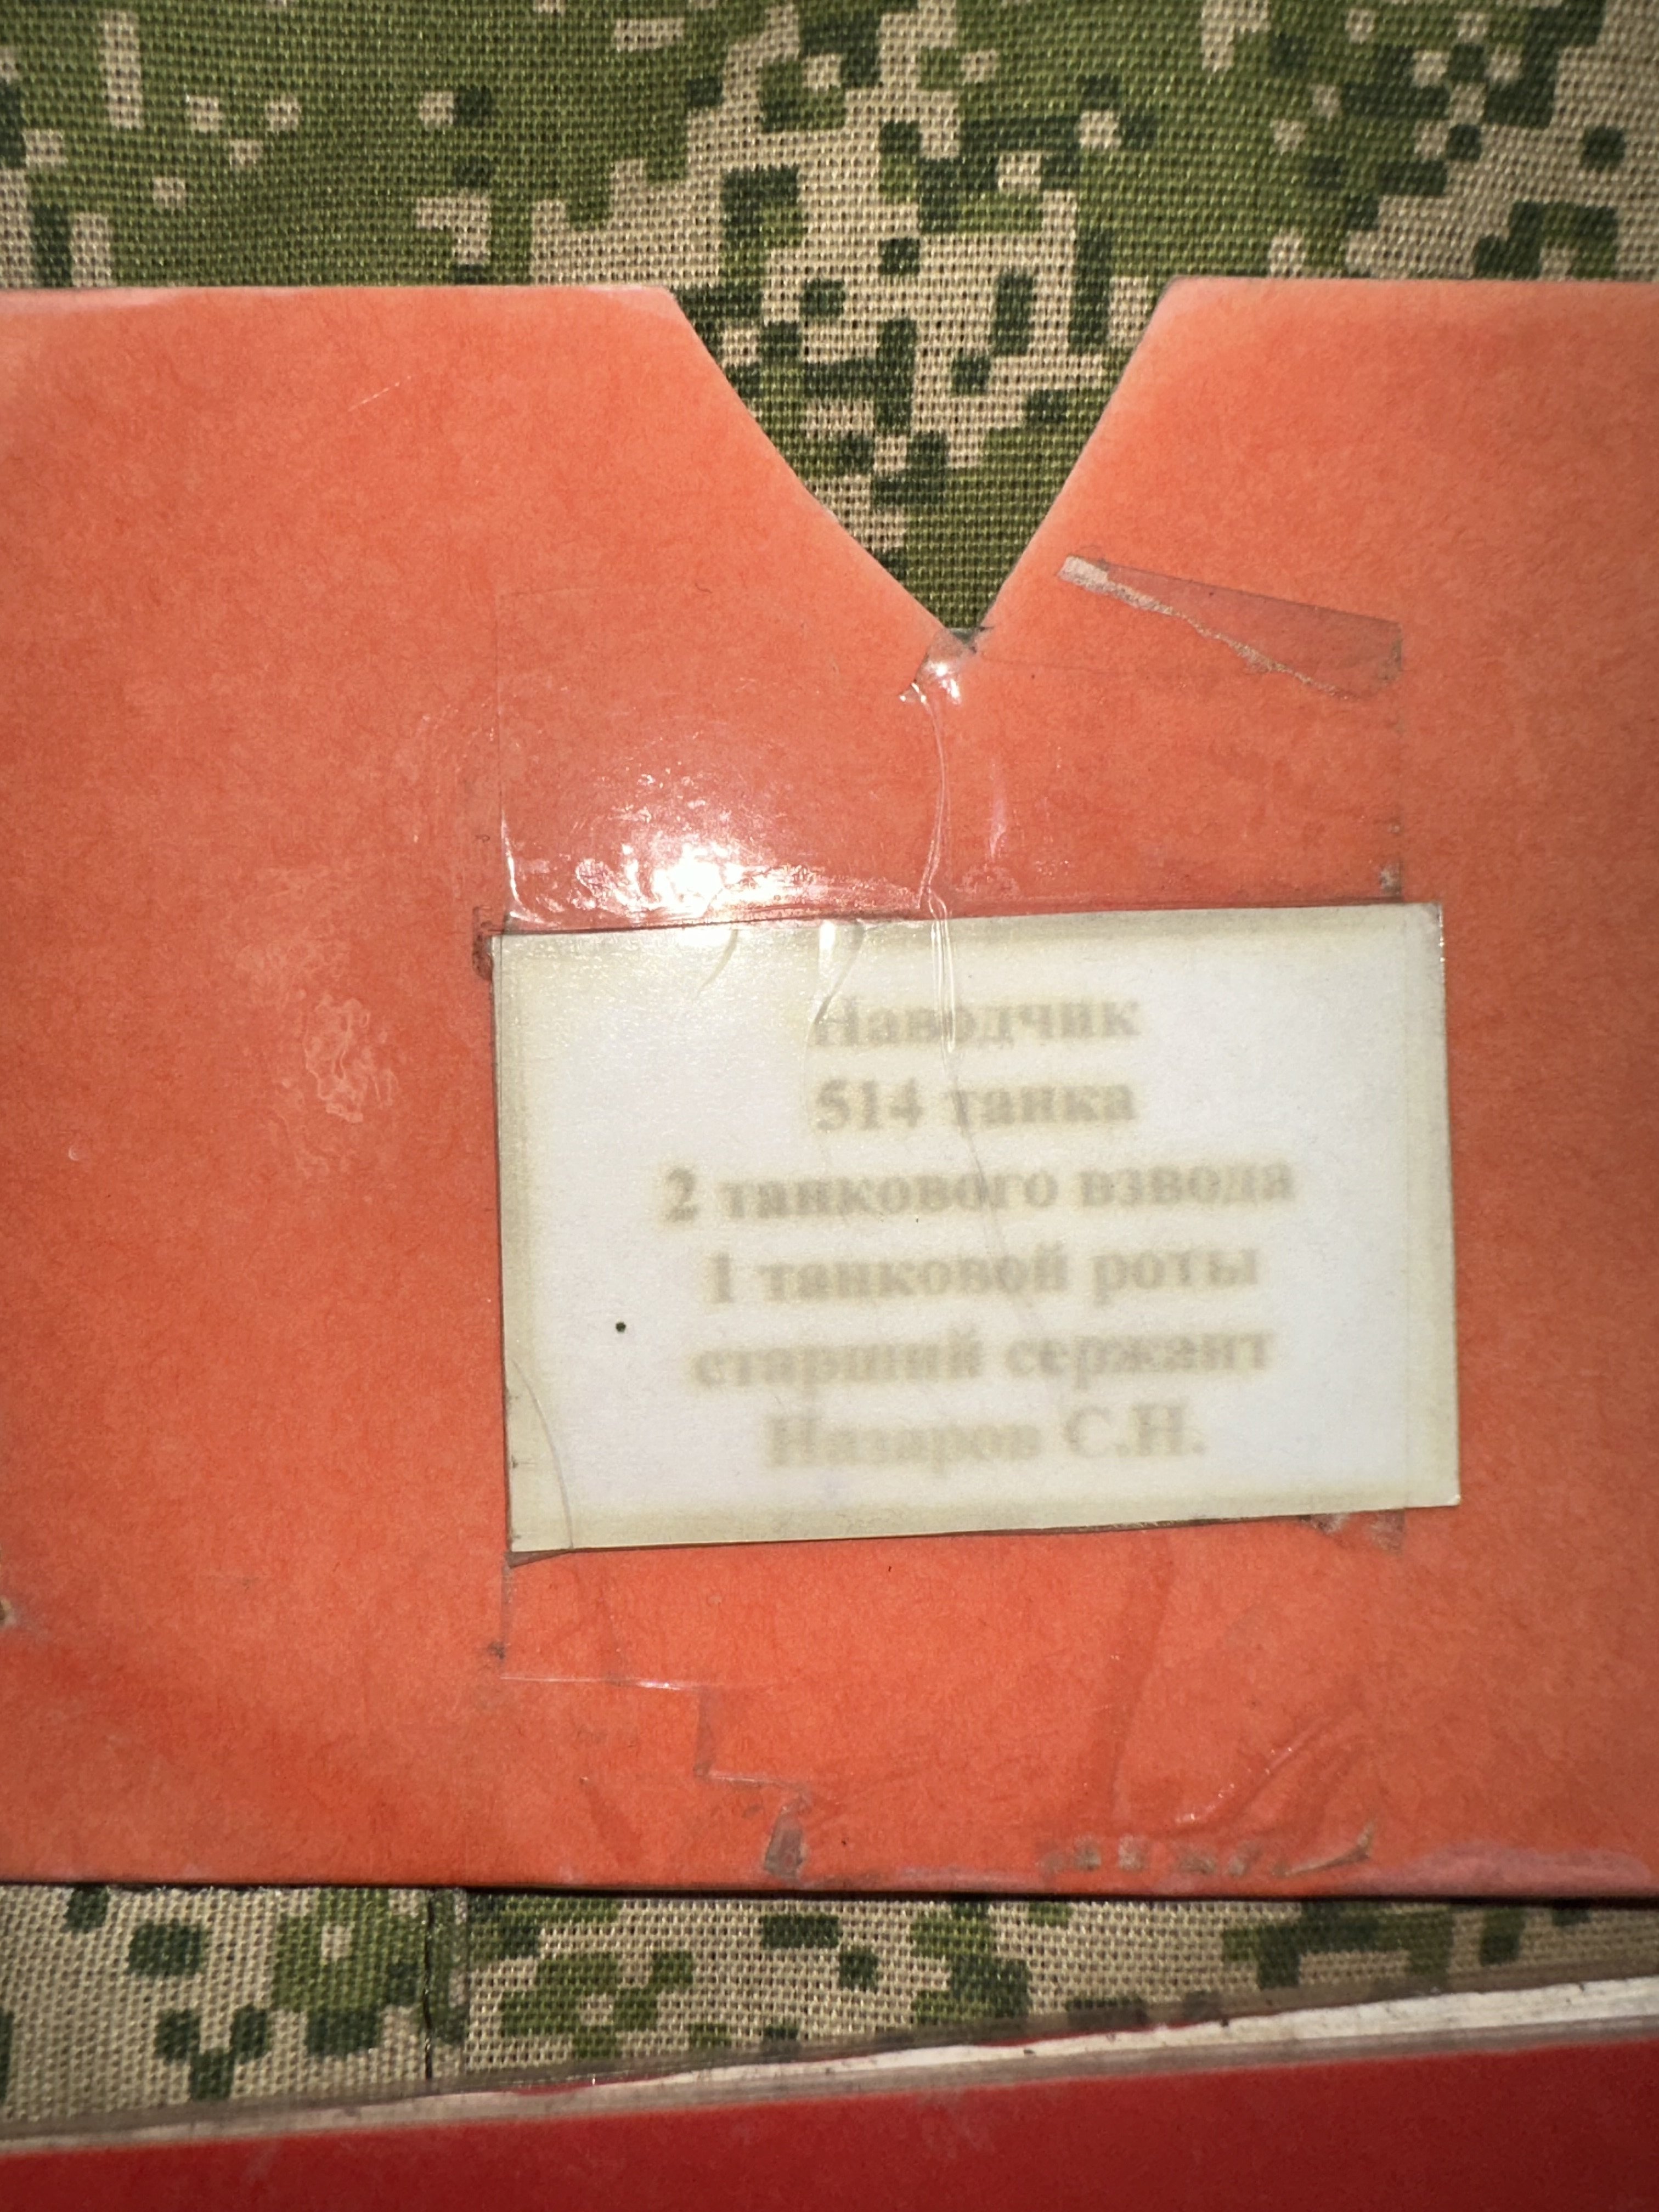 Наводчик
514 танка
2 танкового взвода
1 танковой роты
старший сержант
Назаров С.Н.